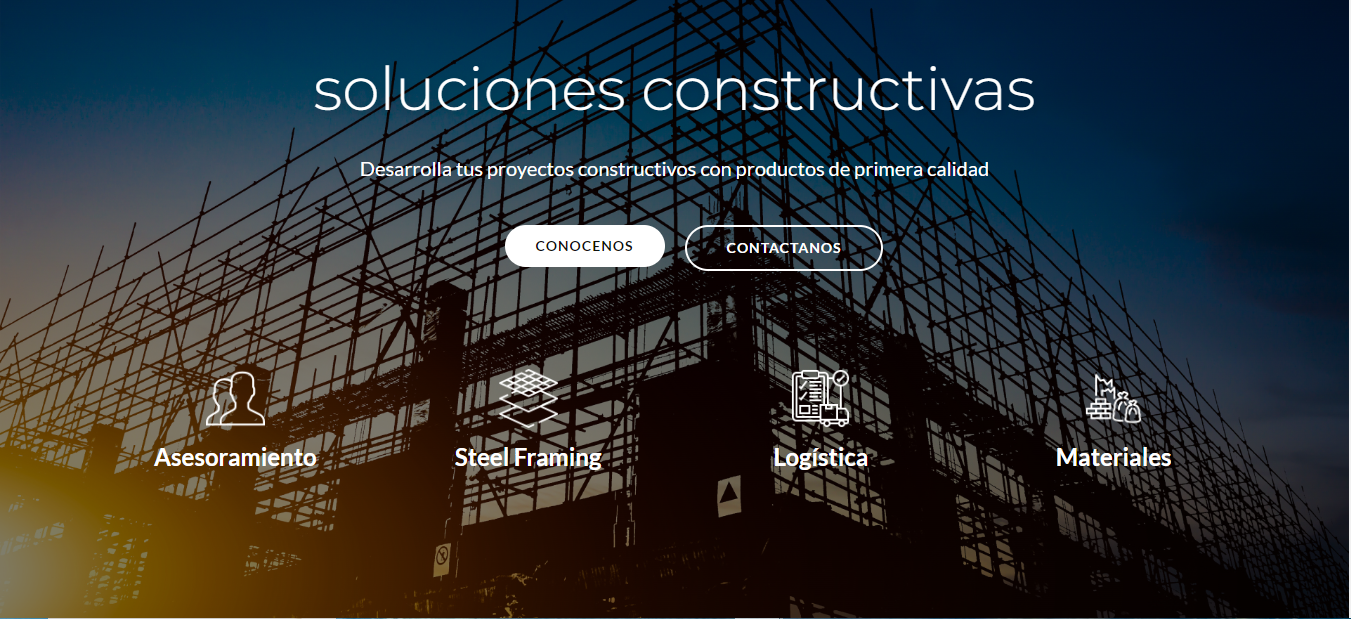 soluciones constructivas
Desarrolla tus proyectos constructivos con productos de primera calidad
CONOCENOS
CONTACTANOS
Asesoramiento
Steel Framing
Logística
Materiales